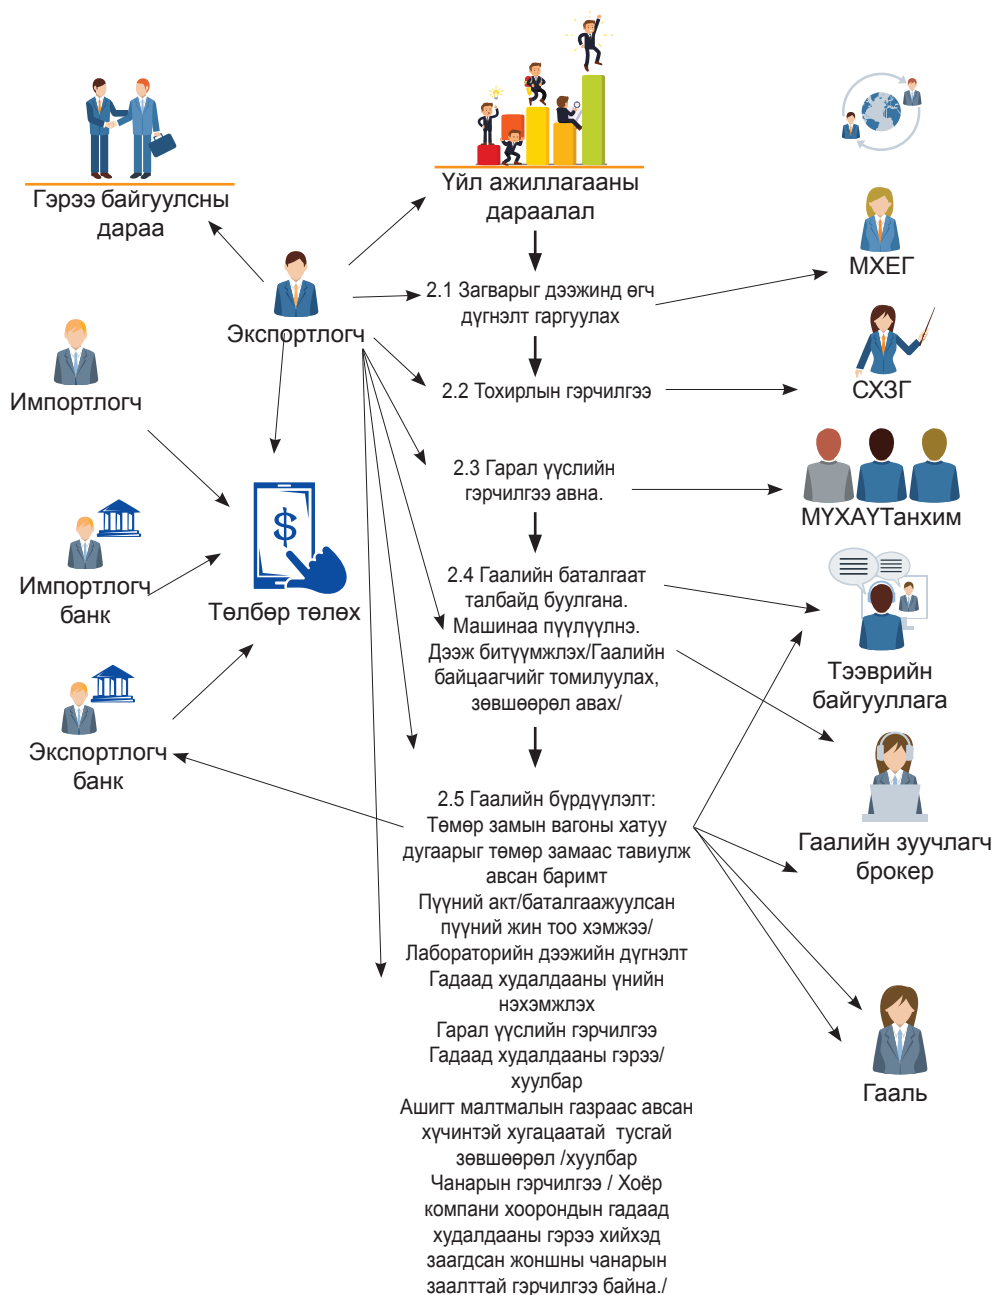 Гэрээ байгуулсны
дараа
Үйл ажиллагааны
дараалал
Экспортлогч
Импортлогч
Импортлогч
банк
Экспортлогч
банк
Төлбөр төлөх
2.1 Загварыг дээжинд өгч
дүгнэлт гаргуулах
2.2 Тохирлын гэрчилгээ
2.3 Гарал үүслийн
гэрчилгээ авна.
2.4 Гаалийн баталгаат
талбайд буулгана.
Машинаа пүүлүүлнэ.
Дээж битүүмжлэх/Гаалийн
байцаагчийг томилуулах,
зөвшөөрөл авах/
2.5 Гаалийн бүрдүүлэлт:
Төмөр замын вагоны хатуу
дугаарыг төмөр замаас тавиулж
авсан баримт
Пүүний акт/баталгаажуулсан
пүүний жин тоо хэмжээ/
Лабораторийн дээжийн дүгнэлт
Гадаад худалдааны үнийн
нэхэмжлэх
Гарал үүслийн гэрчилгээ
Гадаад худалдааны гэрээ/
хуулбар
Ашигт малтмалын газраас авсан
хүчинтэй хугацаатай тусгай
зөвшөөрөл /хуулбар
Чанарын гэрчилгээ / Хоёр
компани хоорондын гадаад
худалдааны гэрээ хийхэд
заагдсан жоншны чанарын
заалттай гэрчилгээ байна./
МХЕГ
СХЗГ
МҮХАҮТанхим
Тээврийн
байгууллага
Гаалийн зуучлагч
брокер
Гааль